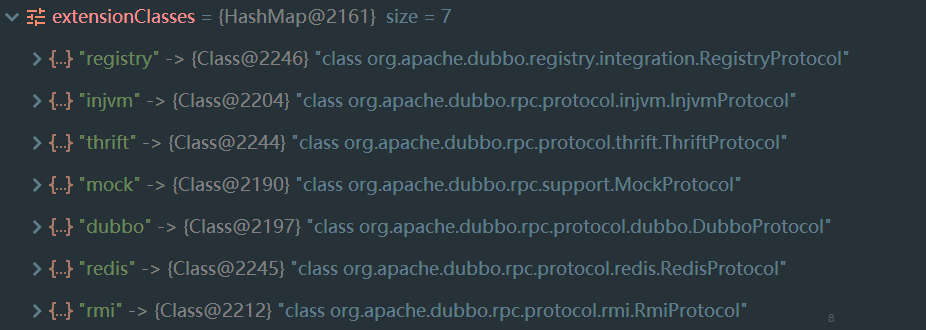 extensionClasses = {HashMap@2161} size = 7
{...} "registry" -> {Class@2246} "class org.apache.dubbo.registry.integration.RegistryProtocol"
{...} "injvm" -> {Class@2204} "class org.apache.dubbo.rpc.protocol.injvm.InjvmProtocol"
{...} "thrift" -> {Class@2244} "class org.apache.dubbo.rpc.protocol.thrift.ThriftProtocol"
{...} "mock" -> {Class@2190} "class org.apache.dubbo.rpc.support.MockProtocol"
{...} "dubbo" -> {Class@2197} "class org.apache.dubbo.rpc.protocol.dubbo.DubboProtocol"
{...} "redis" -> {Class@2245} "class org.apache.dubbo.rpc.protocol.redis.RedisProtocol"
{...} "rmi" -> {Class@2212} "class org.apache.dubbo.rpc.protocol.rmi.RmiProtocol"
8